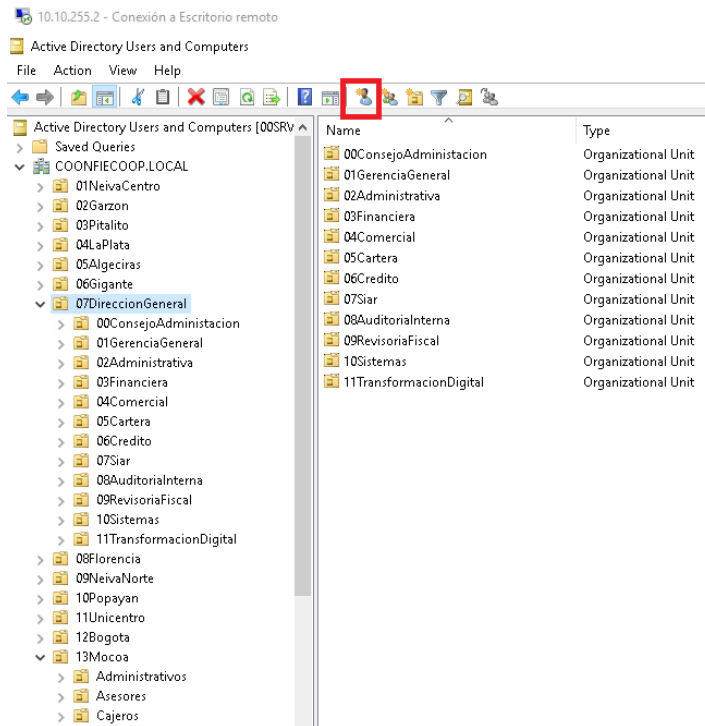 10.10.255.2 - Conexión a Escritorio remoto
Active Directory Users and Computers
File Action View Help
Active Directory Users and Computers [00SRV
Saved Queries
COONFIECOOP.LOCAL
01NeivaCentro
02Garzon
03Pitalito
04LaPlata
05Algeciras
06Gigante
07DireccionGeneral
00ConsejoAdministacion
01GerenciaGeneral
02Administrativa
03Financiera
04Comercial
05Cartera
06Credito
07Siar
08AuditoriaInterna
09RevisoriaFiscal
10Sistemas
11TransformacionDigital
08Florencia
09NeivaNorte
10Popayan
11Unicentro
12Bogota
13Mocoa
Administrativos
Asesores
Cajeros
Name Type
00ConsejoAdministacion Organizational Unit
01GerenciaGeneral Organizational Unit
02Administrativa Organizational Unit
03Financiera Organizational Unit
04Comercial Organizational Unit
05Cartera Organizational Unit
06Credito Organizational Unit
07Siar Organizational Unit
08AuditoriaInterna Organizational Unit
09RevisoriaFiscal Organizational Unit
10Sistemas Organizational Unit
11TransformacionDigital Organizational Unit